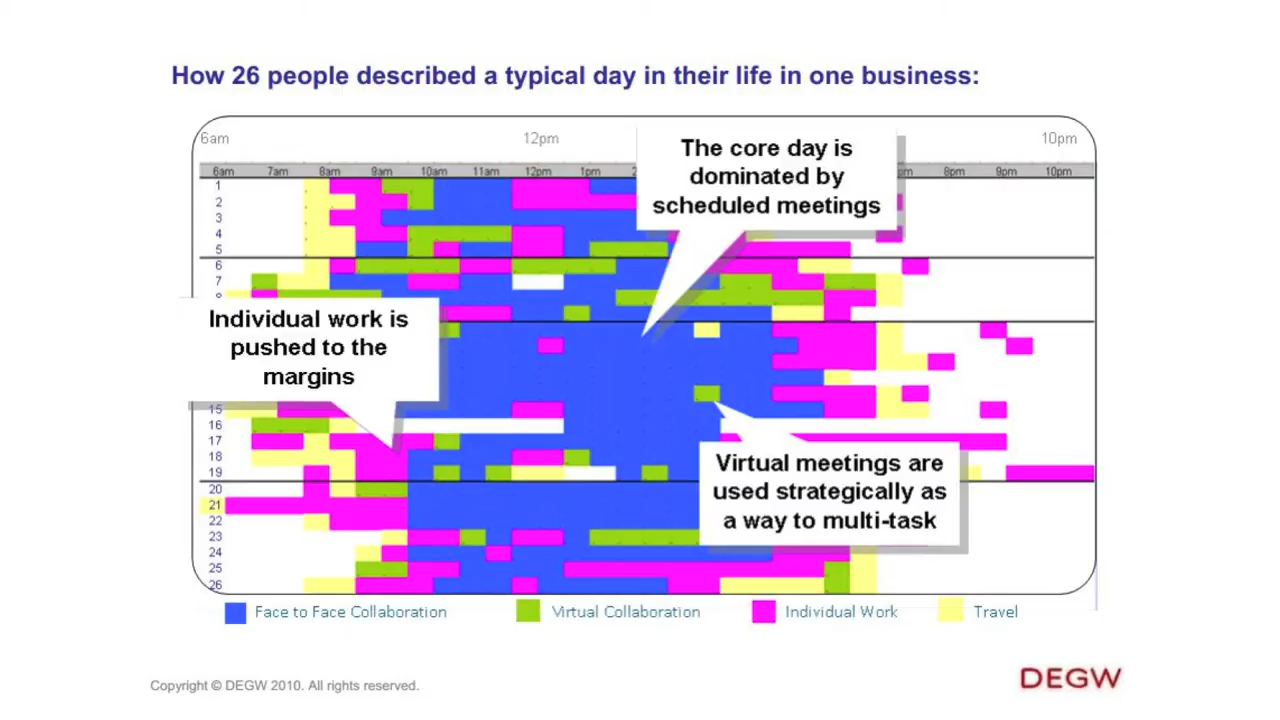 How 26 people described a typical day in their life in one business:
6am 12pm 10pm
6am 7am 8am 9am 10am 11am 12pm 1pm 8pm 9pm 10pm
The core day is
dominated by
scheduled meetings
1
2
3
4
5
6
7
Individual work is
pushed to the
margins
15
16
17
18
19
20
21
22
23
24
25
26
Virtual meetings are
used strategically as
a way to multi-task
Face to Face Collaboration Virtual Collaboration Individual Work Travel
Copyright © DEGW 2010. All rights reserved.
DEGW